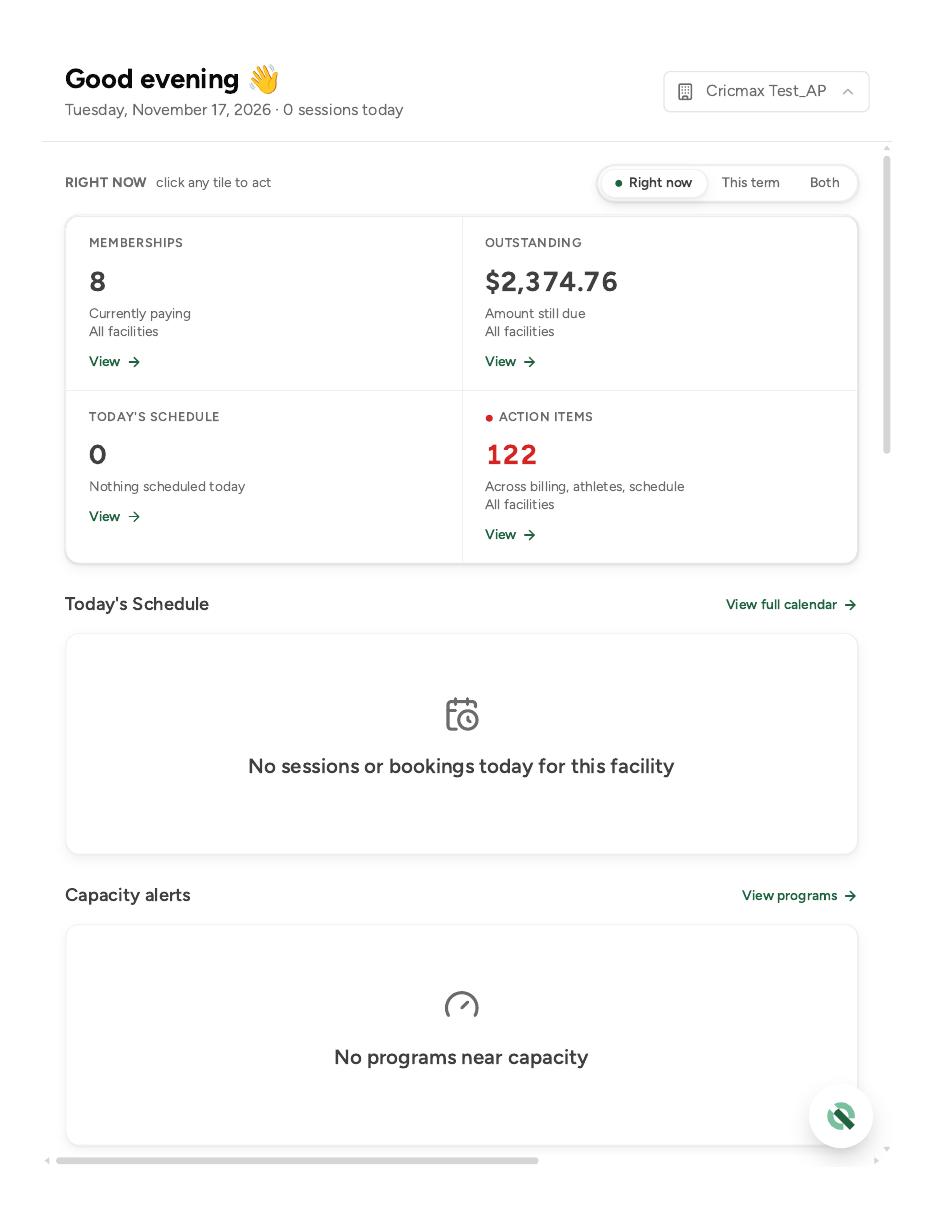 Good evening 👋
Tuesday, November 17, 2026 · 0 sessions today
Cricmax Test_AP
RIGHT NOW click any tile to act
Right now This term Both
MEMBERSHIPS
8
Currently paying
All facilities
View →
OUTSTANDING
$2,374.76
Amount still due
All facilities
View →
TODAY'S SCHEDULE
0
Nothing scheduled today
View →
ACTION ITEMS
122
Across billing, athletes, schedule
All facilities
View →
Today's Schedule
View full calendar →
No sessions or bookings today for this facility
Capacity alerts
View programs →
No programs near capacity